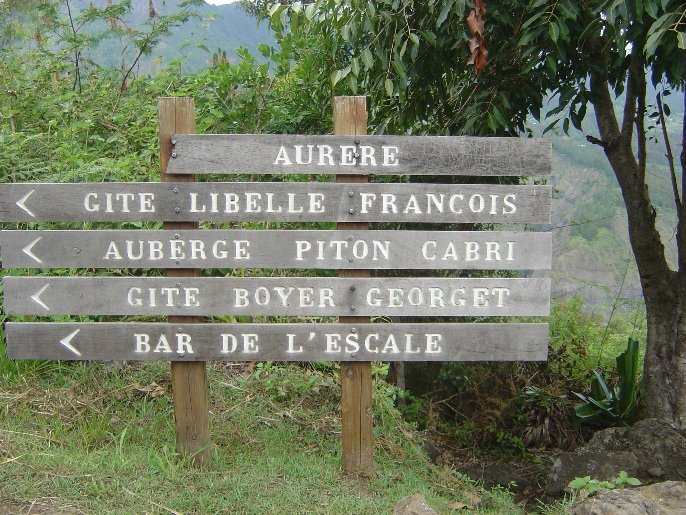 AURERE
GITE LIBELLE FRANCOIS
AUBERGE PITON CABRI
GITE BOYER GEORGET
BAR DE L'ESCALE